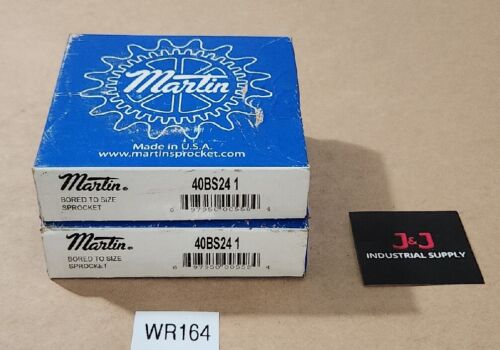 Martin
Made in U.S.A.
www.martinsprocket.com
Martin
BORED TO SIZE
SPROCKET
40BS24 1
Martin
BORED TO SIZE
SPROCKET
40BS24 1
J&J
INDUSTRIAL SUPPLY
WR164